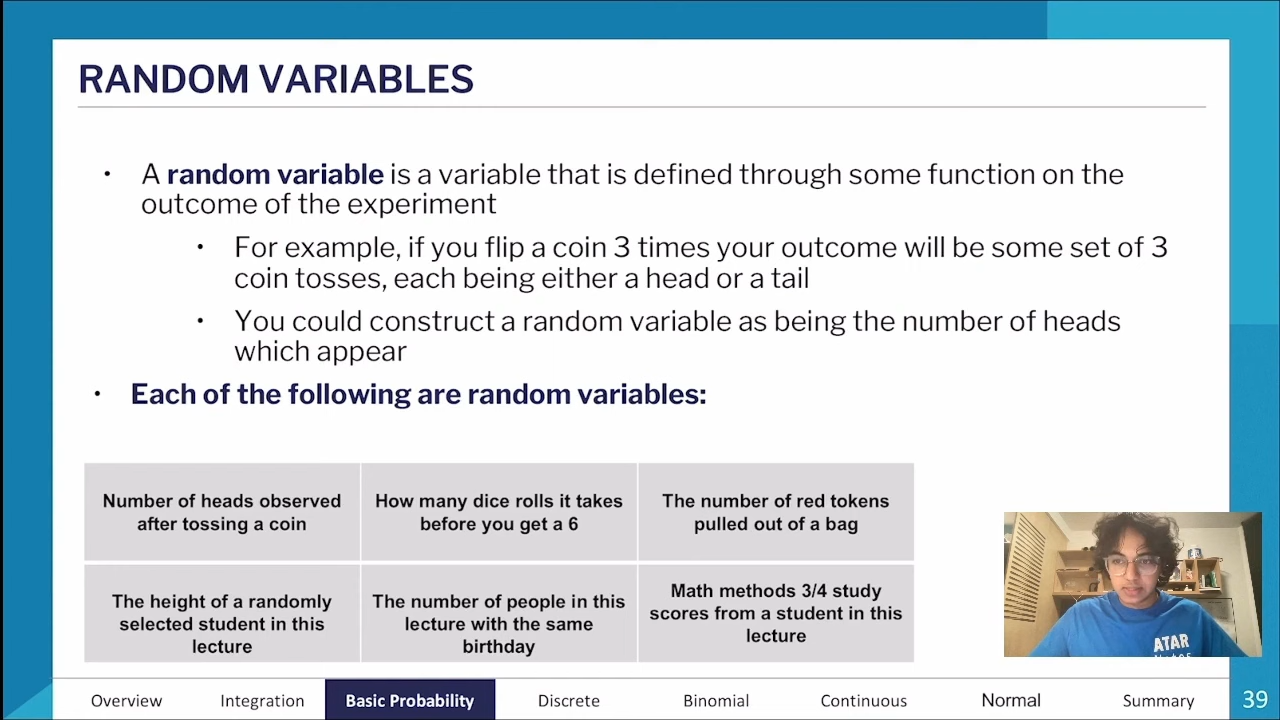 RANDOM VARIABLES
• A random variable is a variable that is defined through some function on the
outcome of the experiment
• For example, if you flip a coin 3 times your outcome will be some set of 3
coin tosses, each being either a head or a tail
• You could construct a random variable as being the number of heads
which appear
• Each of the following are random variables:
Number of heads observed
after tossing a coin
How many dice rolls it takes
before you get a 6
The number of red tokens
pulled out of a bag
The height of a randomly
selected student in this
lecture
The number of people in this
lecture with the same
birthday
Math methods 3/4 study
scores from a student in this
lecture
ATAR
Overview Integration Basic Probability Discrete Binomial Continuous Normal Summary 39